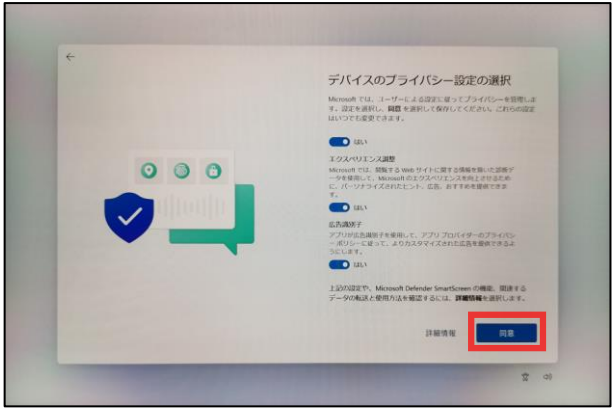 デバイスのプライバシー設定の選択
Microsoft では、ユーザーによる設定に従ってプライバシーを管理しま
す。設定を選択し、同意 を選択して保存してください。これらの設定
はいつでも変更できます。
はい
エクスペリエンス調整
Microsoft では、閲覧する Web サイトに関する情報を除いた診断デ
ータを使用して、Microsoft のエクスペリエンスを向上させるため
に、パーソナライズされたヒント、広告、おすすめを提供できま
す。
はい
広告識別子
アプリが広告識別子を使用して、アプリ プロバイダーのプライバシ
ー ポリシーに従って、よりカスタマイズされた広告を提供できるよ
うにします。
はい
上記の設定や、Microsoft Defender SmartScreen の機能、関連する
データの転送と使用方法を確認するには、詳細情報を選択します。
詳細情報
同意